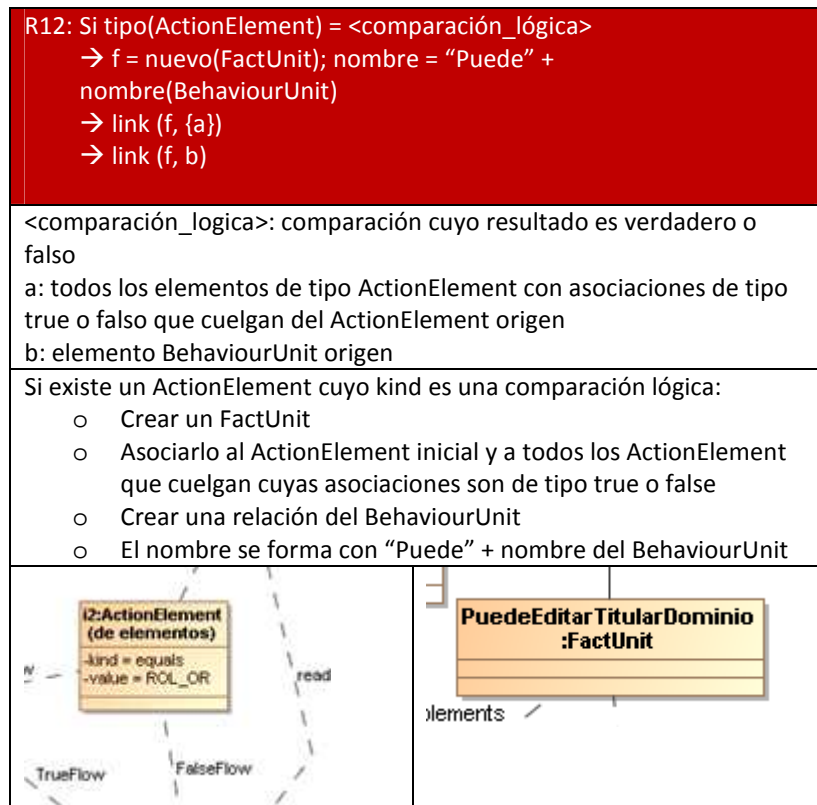 R12: Si tipo(ActionElement) = <comparación_lógica>
→ f = nuevo(FactUnit); nombre = “Puede” +
nombre(BehaviourUnit)
→ link (f, {a})
→ link (f, b)
<comparación_logica>: comparación cuyo resultado es verdadero o
falso
a: todos los elementos de tipo ActionElement con asociaciones de tipo
true o falso que cuelgan del ActionElement origen
b: elemento BehaviourUnit origen
Si existe un ActionElement cuyo kind es una comparación lógica:
o Crear un FactUnit
o Asociarlo al ActionElement inicial y a todos los ActionElement
que cuelgan cuyas asociaciones son de tipo true o false
o Crear una relación del BehaviourUnit
o El nombre se forma con “Puede” + nombre del BehaviourUnit
i2:ActionElement
(de elementos)
-kind = equals
-value = ROL_OR
read
TrueFlow
FalseFlow
PuedeEditarTitularDominio
:FactUnit
plements